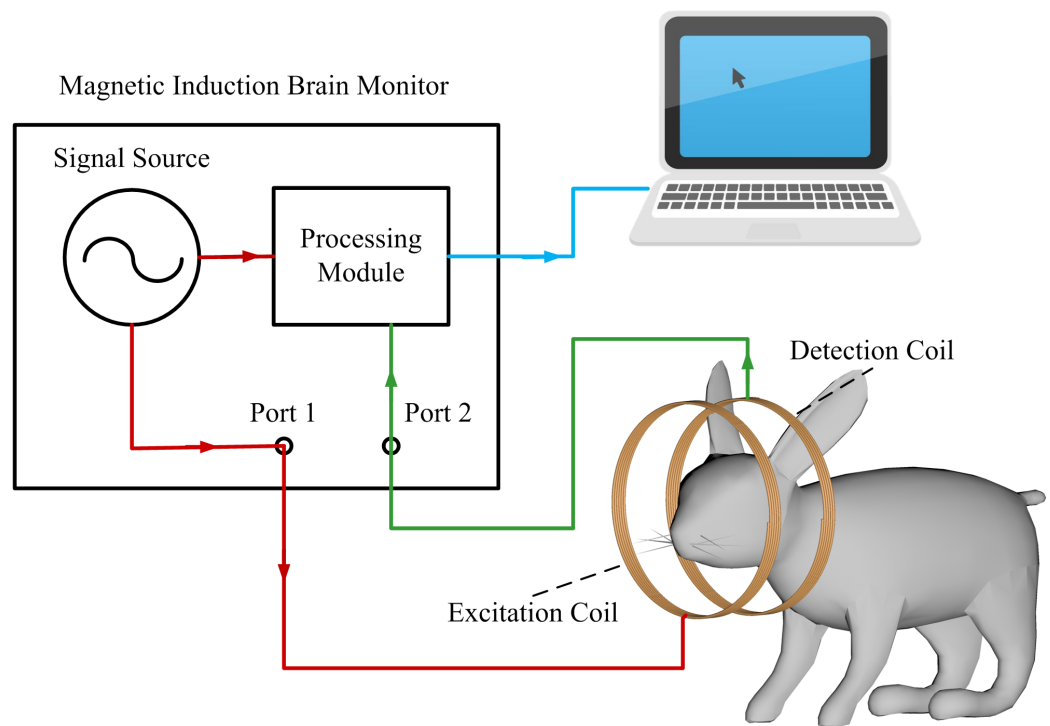 Magnetic Induction Brain Monitor
Signal Source
Processing
Module
Port 1
Port 2
Detection Coil
Excitation Coil